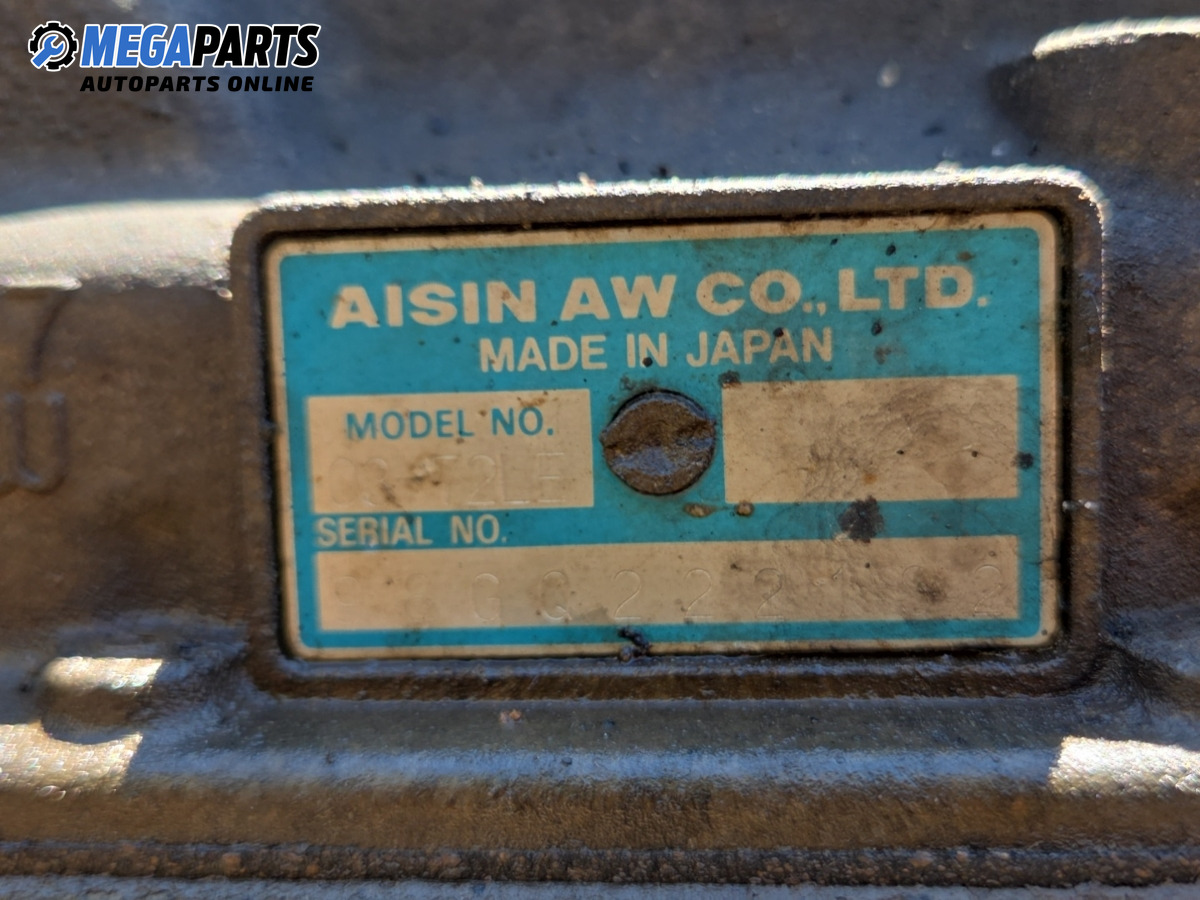 MEGAPARTS
AUTOPARTS ONLINE
AISIN AW CO., LTD.
MADE IN JAPAN
MODEL NO.
SERIAL NO.